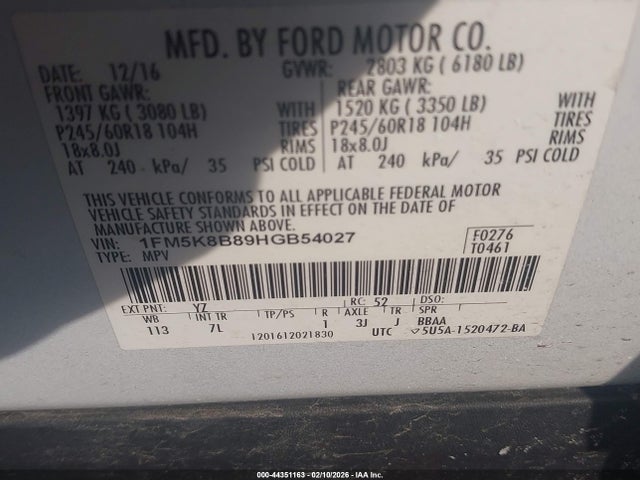 MFD. BY FORD MOTOR CO.
DATE: 12/16 GVWR: 2803 KG ( 6180 LB)
FRONT GAWR: REAR GAWR:
1397 KG ( 3080 LB) WITH 1520 KG ( 3350 LB) WITH
P245/60R18 104H TIRES P245/60R18 104H TIRES
18x8.0J RIMS 18x8.0J RIMS
AT 240 kPa/ 35 PSI COLD AT 240 kPa/ 35 PSI COLD
THIS VEHICLE CONFORMS TO ALL APPLICABLE FEDERAL MOTOR
VEHICLE SAFETY STANDARDS IN EFFECT ON THE DATE OF
MANUFACTURE SHOWN ABOVE.
VIN: 1FM5K8B89HGB54027 F0276
TYPE: MPV T0461
EXT PNT: YZ RC: 52 DSO:
WB INT TR TP/PS R AXLE TR SPR
113 7L 1 3J J BBAA
1201612021830 UTC 5U5A-1520472-BA
000-44351163 - 02/10/2026 - IAA Inc.